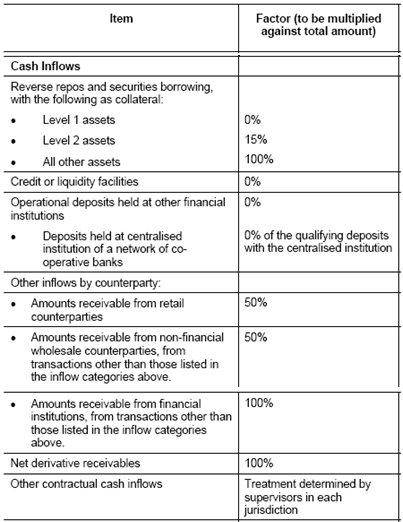 Item
Factor (to be multiplied
against total amount)
Cash Inflows
Reverse repos and securities borrowing,
with the following as collateral:
• Level 1 assets
0%
• Level 2 assets
15%
• All other assets
100%
Credit or liquidity facilities
0%
Operational deposits held at other financial
institutions
0%
• Deposits held at centralised
institution of a network of co-
operative banks
0% of the qualifying deposits
with the centralised institution
Other inflows by counterparty:
• Amounts receivable from retail
counterparties
50%
• Amounts receivable from non-financial
wholesale counterparties, from
transactions other than those listed in
the inflow categories above.
50%
• Amounts receivable from financial
institutions, from transactions other than
those listed in the inflow categories
above.
100%
Net derivative receivables
100%
Other contractual cash inflows
Treatment determined by
supervisors in each
jurisdiction